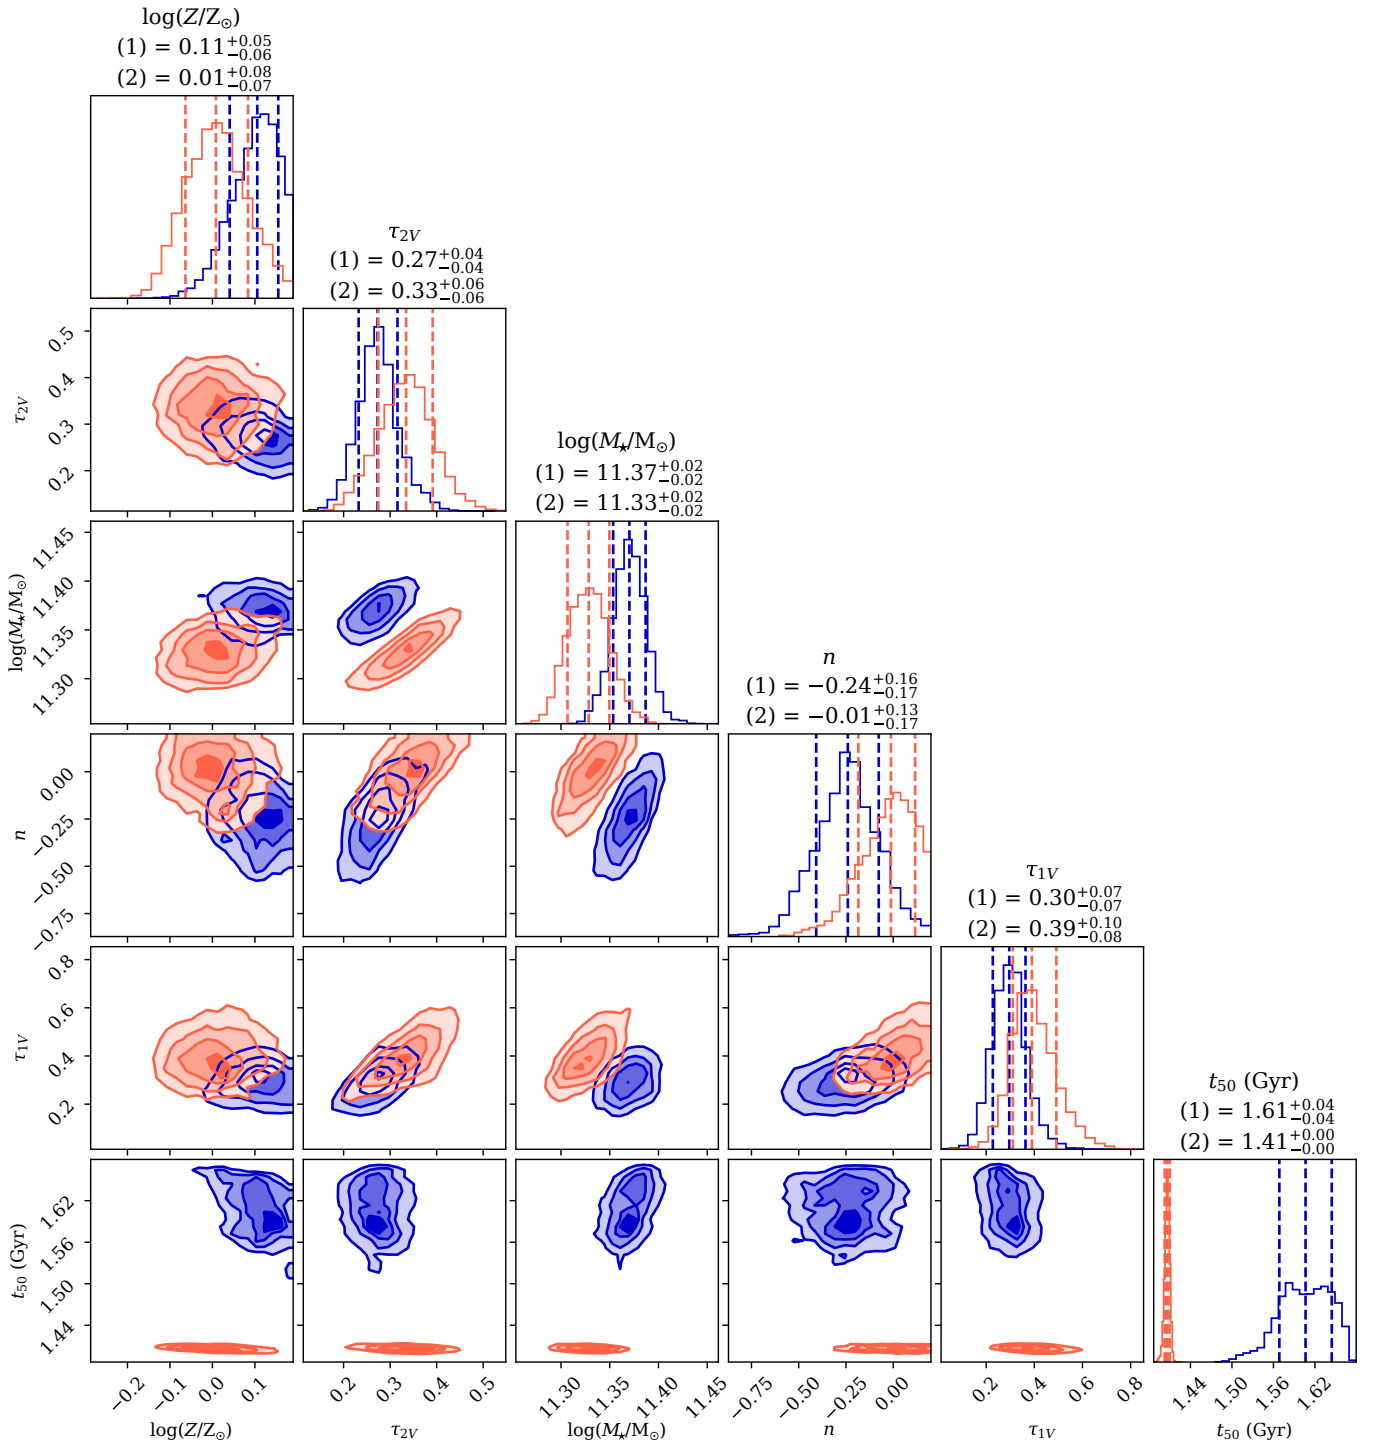 log(Z/Z⊙)
(1) = 0.11+0.05−0.06
(2) = 0.01+0.08−0.07
τ2V
(1) = 0.27+0.04−0.04
(2) = 0.33+0.06−0.06
0.5
0.4
0.3
0.2
τ2V
log(M⋆/M⊙)
(1) = 11.37+0.02−0.02
(2) = 11.33+0.02−0.02
11.45
11.40
11.35
11.30
log(M⋆/M⊙)
n
(1) = −0.24+0.16−0.17
(2) = −0.01+0.13−0.17
0.00
−0.25
−0.50
−0.75
n
τ1V
(1) = 0.30+0.07−0.07
(2) = 0.39+0.10−0.08
0.8
0.6
0.4
0.2
τ1V
t50 (Gyr)
(1) = 1.61+0.04−0.04
(2) = 1.41+0.00−0.00
1.62
1.56
1.50
1.44
t50 (Gyr)
−0.2 −0.1 0.0 0.1 0.2 0.3 0.4 0.5 11.30 11.35 11.40 11.45 −0.75 −0.50 −0.25 0.00 0.2 0.4 0.6 0.8 1.44 1.50 1.56 1.62
log(Z/Z⊙) τ2V log(M⋆/M⊙) n τ1V t50 (Gyr)